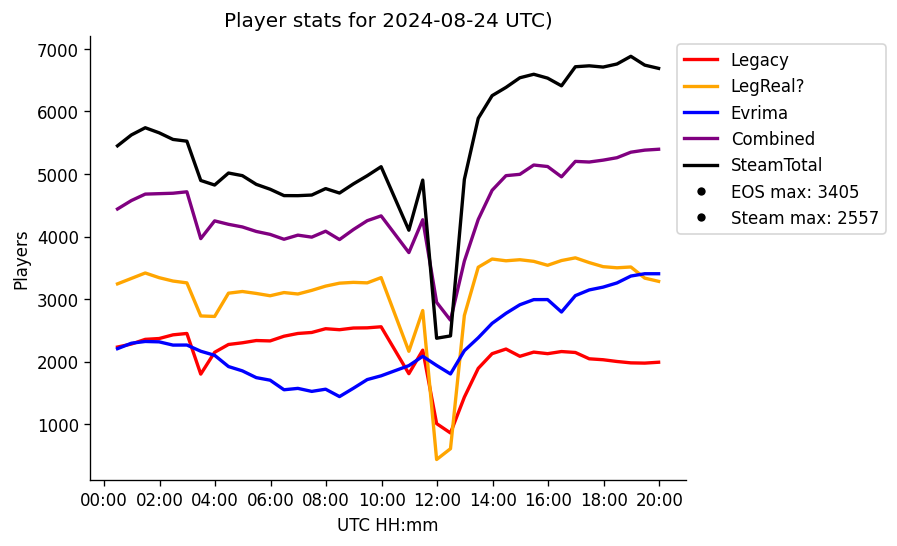 Player stats for 2024-08-24 UTC)
7000
6000
5000
4000
3000
2000
1000
Players
00:00 02:00 04:00 06:00 08:00 10:00 12:00 14:00 16:00 18:00 20:00
UTC HH:mm
Legacy
LegReal?
Evrima
Combined
SteamTotal
EOS max: 3405
Steam max: 2557